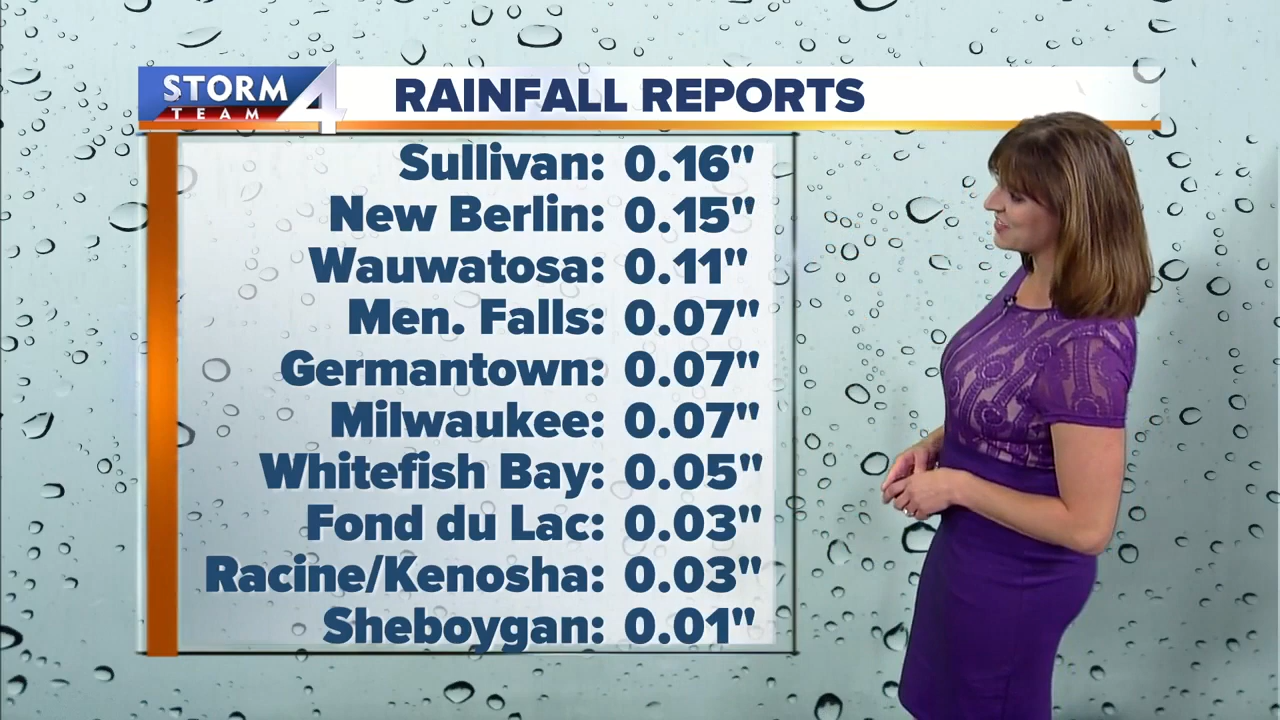 STORM
TEAM 4
RAINFALL REPORTS
Sullivan: 0.16"
New Berlin: 0.15"
Wauwatosa: 0.11"
Men. Falls: 0.07"
Germantown: 0.07"
Milwaukee: 0.07"
Whitefish Bay: 0.05"
Fond du Lac: 0.03"
Racine/Kenosha: 0.03"
Sheboygan: 0.01"